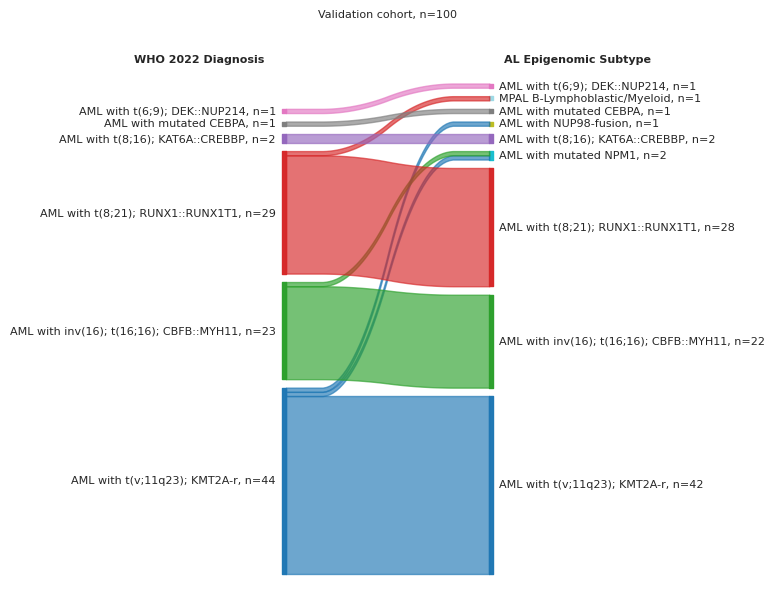 Validation cohort, n=100
WHO 2022 Diagnosis
AML with t(6;9); DEK::NUP214, n=1
AML with mutated CEBPA, n=1
AML with t(8;16); KAT6A::CREBBP, n=2
AML with t(8;21); RUNX1::RUNX1T1, n=29
AML with inv(16); t(16;16); CBFB::MYH11, n=23
AML with t(v;11q23); KMT2A-r, n=44
AL Epigenomic Subtype
AML with t(6;9); DEK::NUP214, n=1
MPAL B-Lymphoblastic/Myeloid, n=1
AML with mutated CEBPA, n=1
AML with NUP98-fusion, n=1
AML with t(8;16); KAT6A::CREBBP, n=2
AML with mutated NPM1, n=2
AML with t(8;21); RUNX1::RUNX1T1, n=28
AML with inv(16); t(16;16); CBFB::MYH11, n=22
AML with t(v;11q23); KMT2A-r, n=42